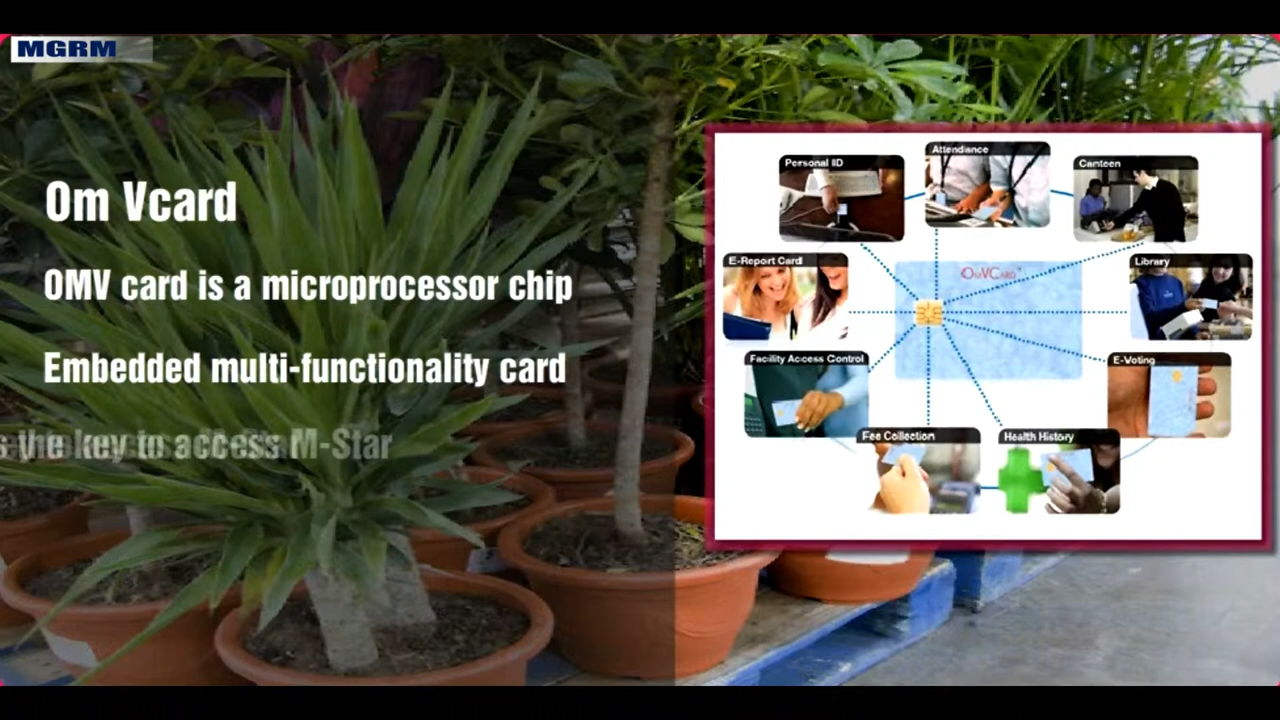 MGRM
Om Vcard
OMV card is a microprocessor chip
Embedded multi-functionality card
s the key to access M-Star
Personal ID
Attendance
Canteen
E-Report Card
OMVCARD
Library
Facility Access Control
E-Voting
Fee Collection
Health History